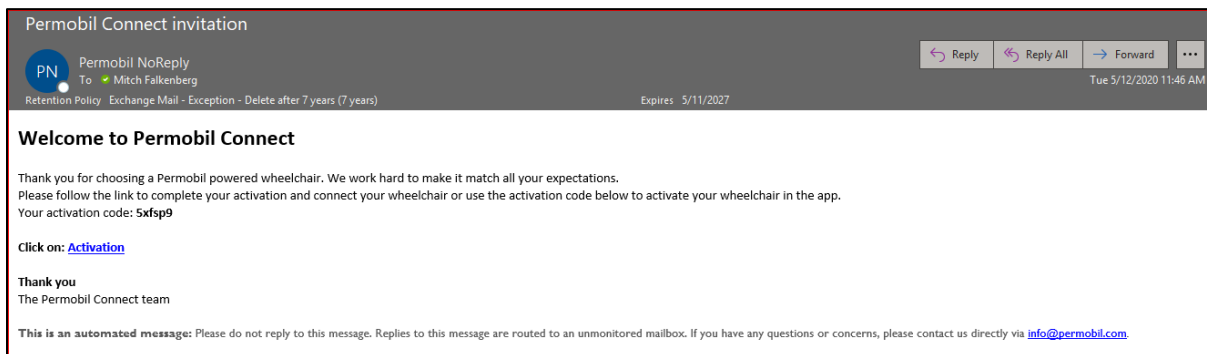 Permobil Connect invitation
PN
Permobil NoReply
To Mitch Falkenberg
Reply
Reply All
Forward
...
Tue 5/12/2020 11:46 AM
Retention Policy Exchange Mail - Exception - Delete after 7 years (7 years)
Expires 5/11/2027
Welcome to Permobil Connect
Thank you for choosing a Permobil powered wheelchair. We work hard to make it match all your expectations.
Please follow the link to complete your activation and connect your wheelchair or use the activation code below to activate your wheelchair in the app.
Your activation code: 5xfsp9
Click on: Activation
Thank you
The Permobil Connect team
This is an automated message: Please do not reply to this message. Replies to this message are routed to an unmonitored mailbox. If you have any questions or concerns, please contact us directly via info@permobil.com.